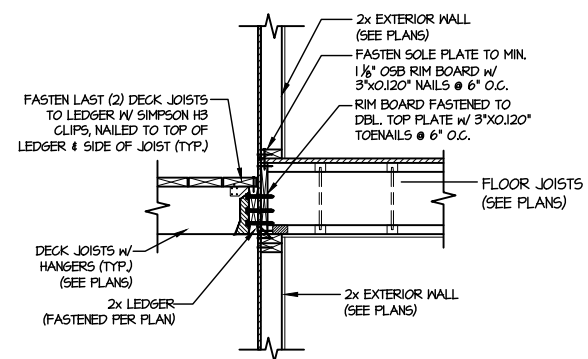 2x EXTERIOR WALL
(SEE PLANS)
FASTEN SOLE PLATE TO MIN.
1 1/8" OSB RIM BOARD W/
3"x0.120" NAILS @ 6" O.C.
RIM BOARD FASTENED TO
DBL. TOP PLATE W/ 3"X0.120"
TOENAILS @ 6" O.C.
FASTEN LAST (2) DECK JOISTS
TO LEDGER W/ SIMPSON H3
CLIPS, NAILED TO TOP OF
LEDGER & SIDE OF JOIST (TYP.)
FLOOR JOISTS
(SEE PLANS)
DECK JOISTS W/
HANGERS (TYP.)
(SEE PLANS)
2x LEDGER
(FASTENED PER PLAN)
2x EXTERIOR WALL
(SEE PLANS)